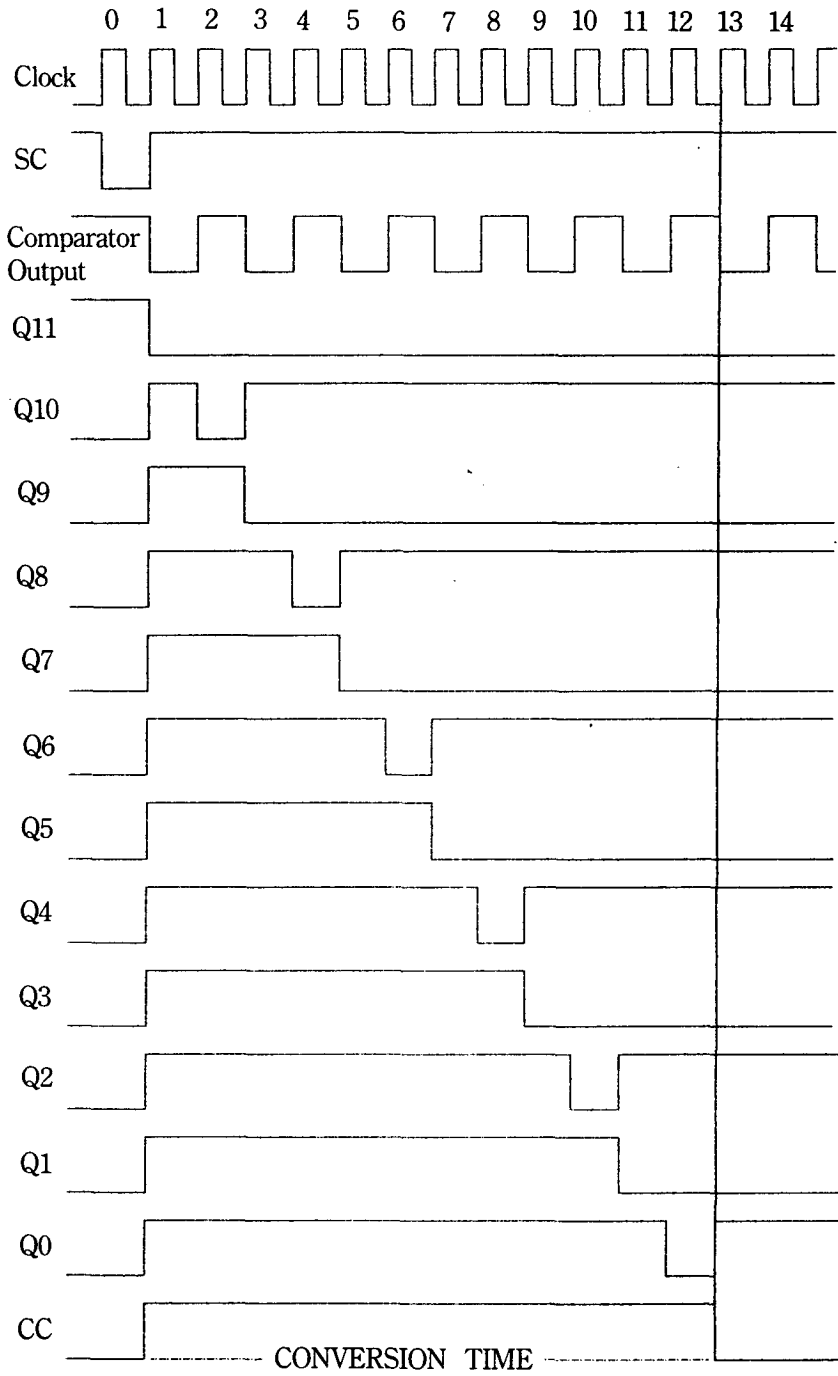 0 1 2 3 4 5 6 7 8 9 10 11 12 13 14
Clock
SC
Comparator
Output
Q11
Q10
Q9
Q8
Q7
Q6
Q5
Q4
Q3
Q2
Q1
Q0
CC
CONVERSION TIME